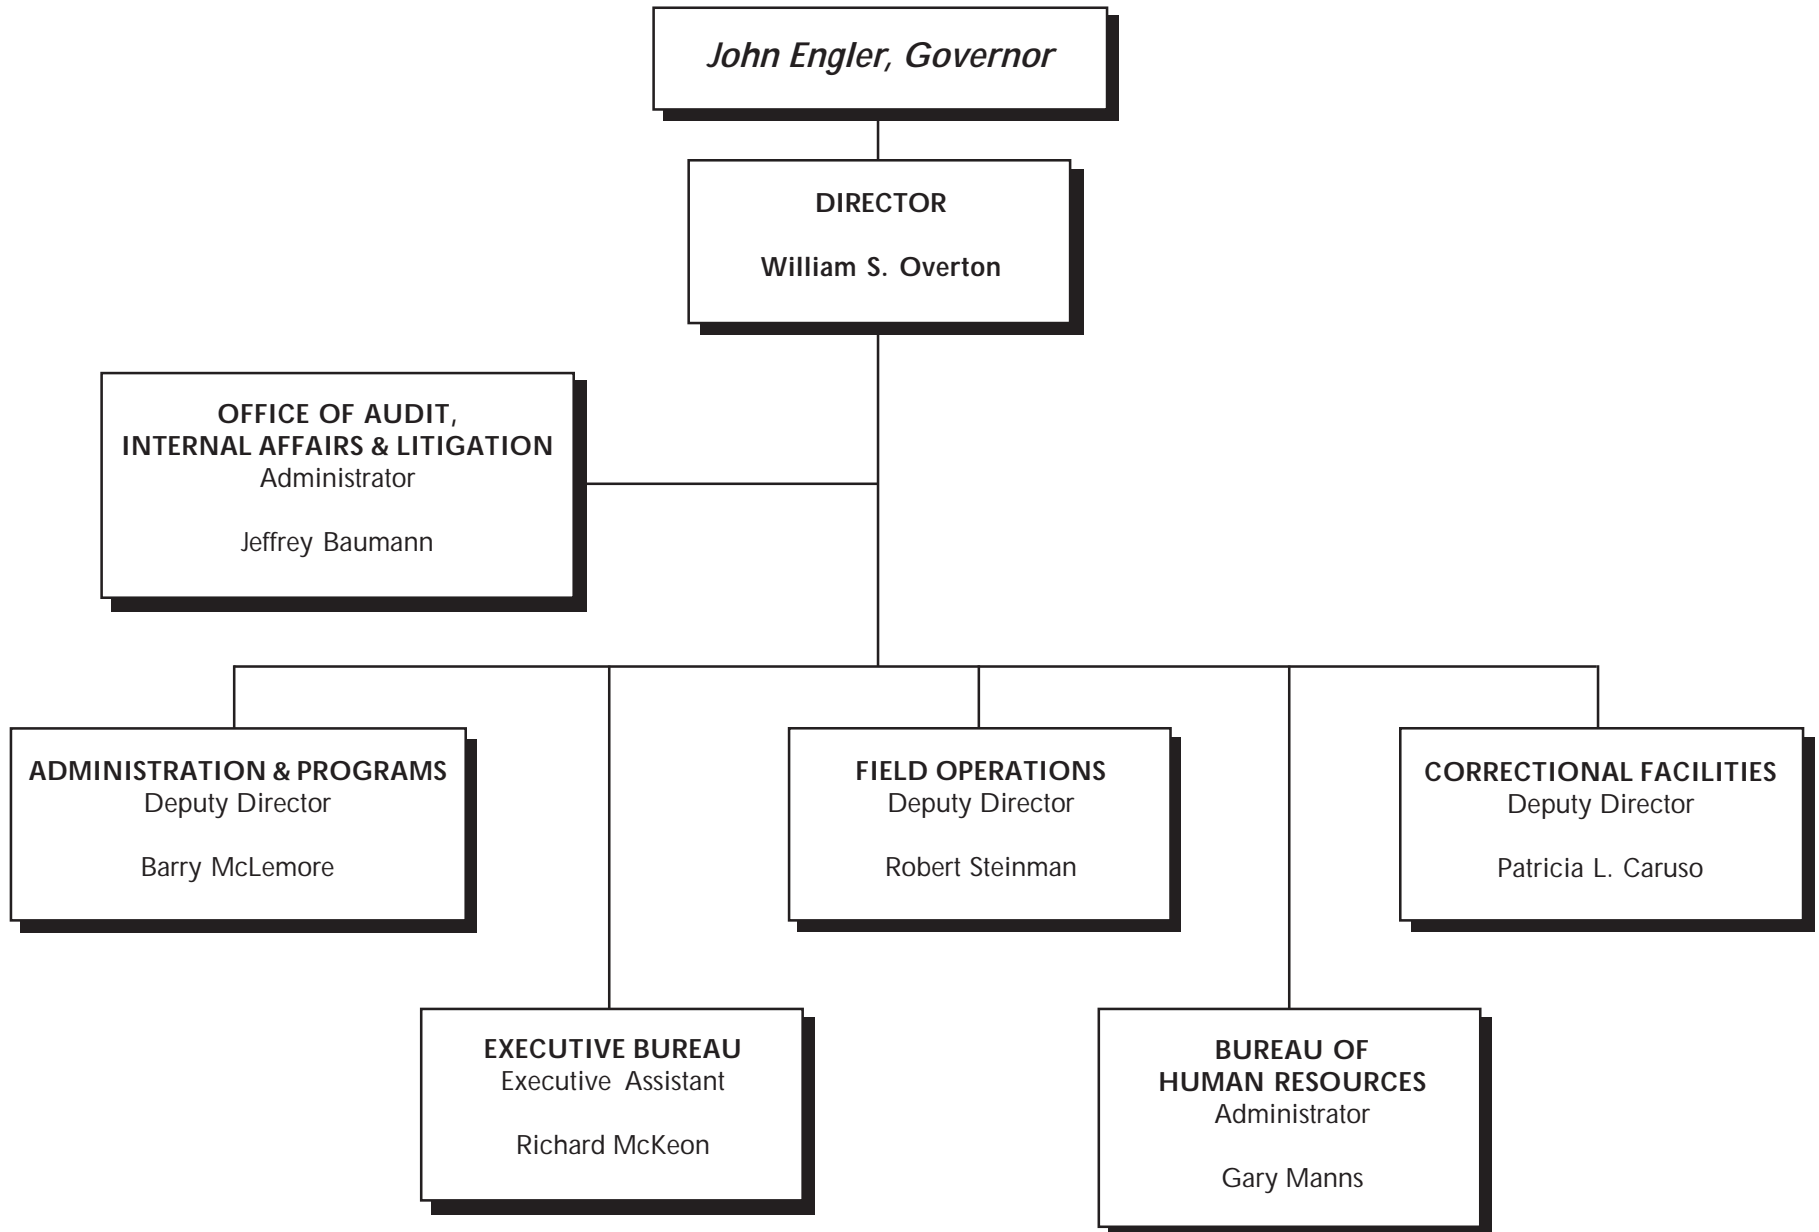 John Engler, Governor
DIRECTOR
William S. Overton
OFFICE OF AUDIT,
INTERNAL AFFAIRS & LITIGATION
Administrator
Jeffrey Baumann
ADMINISTRATION & PROGRAMS
Deputy Director
Barry McLemore
FIELD OPERATIONS
Deputy Director
Robert Steinman
CORRECTIONAL FACILITIES
Deputy Director
Patricia L. Caruso
EXECUTIVE BUREAU
Executive Assistant
Richard McKeon
BUREAU OF
HUMAN RESOURCES
Administrator
Gary Manns